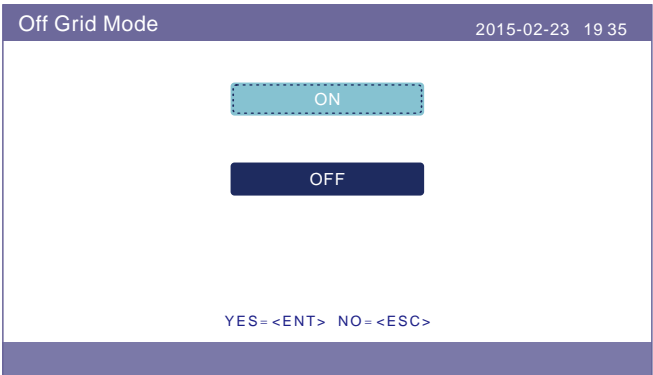 Off Grid Mode
2015-02-23 19 35
ON
OFF
YES=<ENT> NO=<ESC>